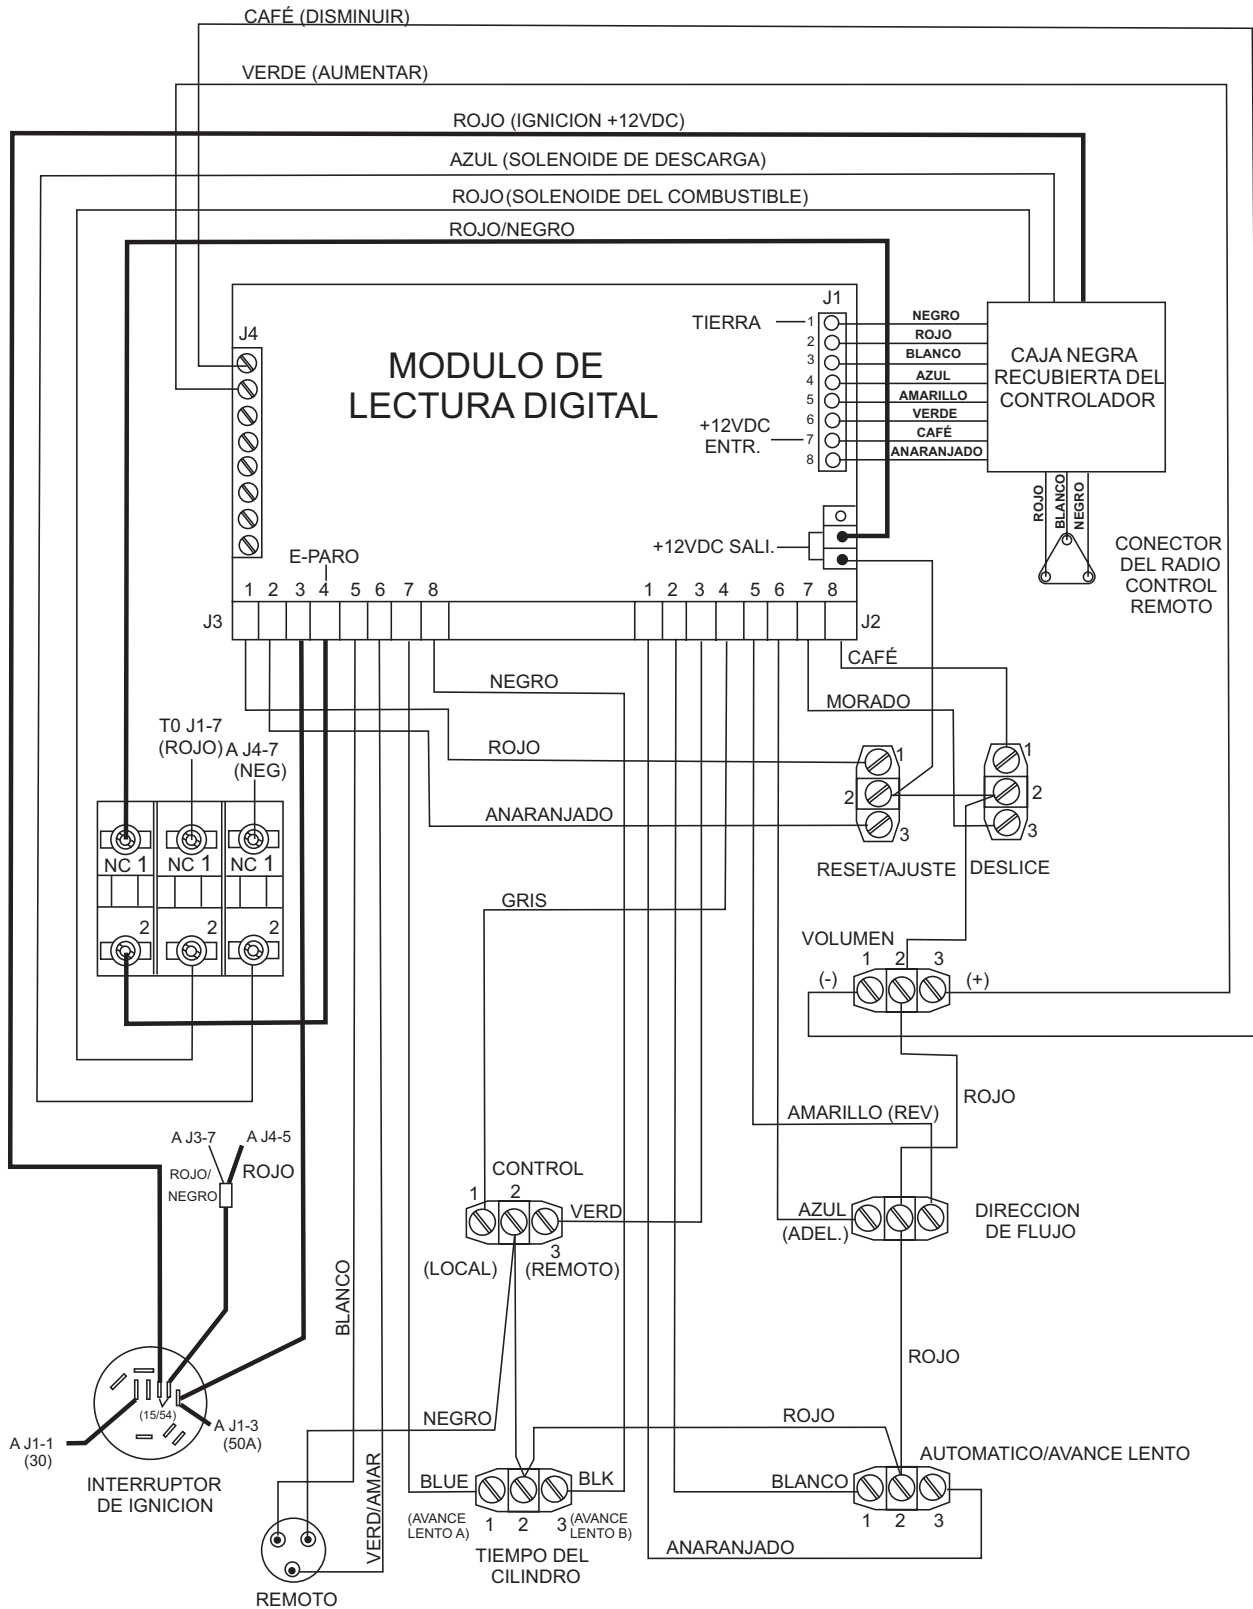 CAFÉ (DISMINUIR)
VERDE (AUMENTAR)
ROJO (IGNICION +12VDC)
AZUL (SOLENOIDE DE DESCARGA)
ROJO (SOLENOIDE DEL COMBUSTIBLE)
ROJO/NEGRO
J4
MODULO DE
LECTURA DIGITAL
J1
TIERRA
1
2
3
4
5
6
7
8
+12VDC
ENTR.
NEGRO
ROJO
BLANCO
AZUL
AMARILLO
VERDE
CAFÉ
ANARANJADO
CAJA NEGRA
RECUBIERTA DEL
CONTROLADOR
ROJO
BLANCO
NEGRO
CONECTOR
DEL RADIO
CONTROL
REMOTO
+12VDC SALI.
E-PARO
1 2 3 4 5 6 7 8
1 2 3 4 5 6 7 8
J3
J2
CAFÉ
NEGRO
MORADO
T0 J1-7
(ROJO)
A J4-7
(NEG)
ROJO
ANARANJADO
1
2
3
1
2
3
RESET/AJUSTE
DESLICE
NC 1
NC 1
NC 1
2
2
2
GRIS
VOLUMEN
1 2 3
(-)
(+)
ROJO
AMARILLO (REV)
A J3-7
A J4-5
ROJO/
NEGRO
ROJO
CONTROL
1 2
3
VERD
(LOCAL)
(REMOTO)
AZUL
(ADEL.)
DIRECCION
DE FLUJO
BLANCO
ROJO
(15/54)
A J1-1
(30)
A J1-3
(50A)
INTERRUPTOR
DE IGNICION
NEGRO
ROJO
AUTOMATICO/AVANCE LENTO
BLUE
BLK
BLANCO
(AVANCE
LENTO A)
1 2 3
(AVANCE
LENTO B)
1 2 3
VERD/AMAR
TIEMPO DEL
CILINDRO
ANARANJADO
REMOTO